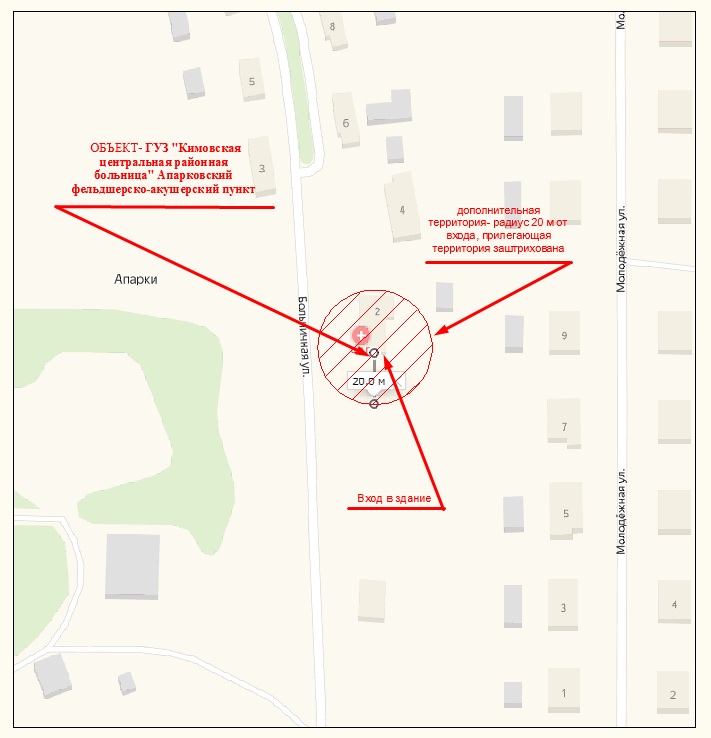 Мо.
8
5
6
ОБЪЕКТ- ГУЗ "Кимовская
центральная районная
больница" Апарковский
фельдшерско-акушерский пункт
3
4
дополнительная
территория- радиус 20 м от
входа, прилегающая
территория заштрихована
Молодёжная ул.
Апарки
Больничная ул.
2
9
20.0 м
7
Вход в здание
5
Молодёжная ул.
3
4
1
2